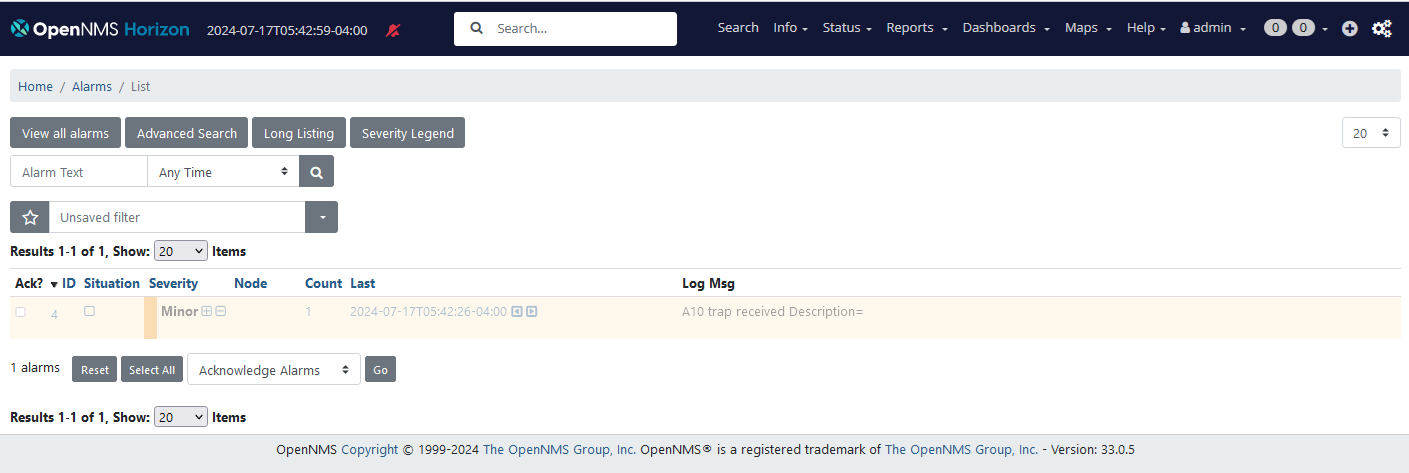 OpenNMS Horizon 2024-07-17T05:42:59-04:00 Search... Search Info Status Reports Dashboards Maps Help admin 0 0
Home / Alarms / List
View all alarms Advanced Search Long Listing Severity Legend 20
Alarm Text Any Time
Unsaved filter
Results 1-1 of 1, Show: 20 Items
Ack? ID Situation Severity Node Count Last Log Msg
4 Minor 1 2024-07-17T05:42:26-04:00 A10 trap received Description=
1 alarms Reset Select All Acknowledge Alarms Go
Results 1-1 of 1, Show: 20 Items
OpenNMS Copyright © 1999-2024 The OpenNMS Group, Inc. OpenNMS® is a registered trademark of The OpenNMS Group, Inc. - Version: 33.0.5